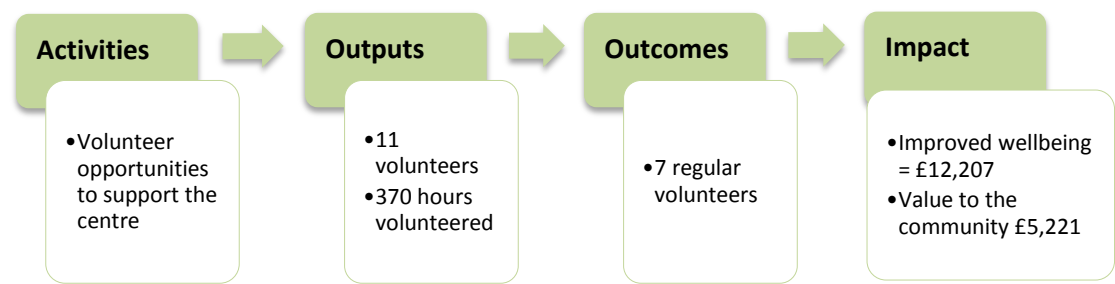 Activities
•Volunteer
opportunities
to support the
centre
Outputs
•11
volunteers
•370 hours
volunteered
Outcomes
•7 regular
volunteers
Impact
•Improved wellbeing
= £12,207
•Value to the
community £5,221